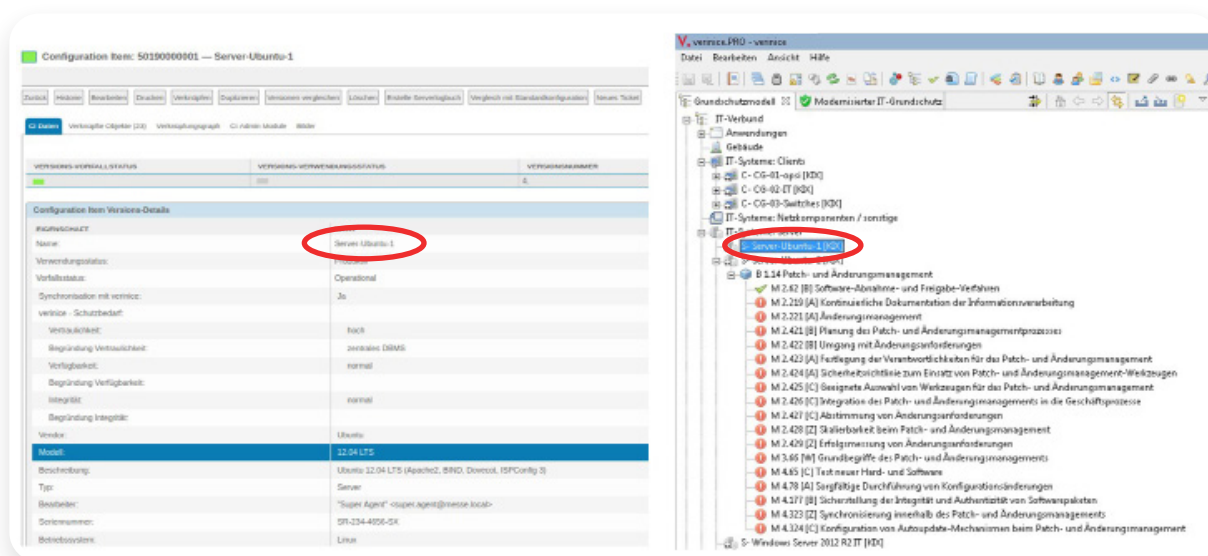 Configuration Item: 50190000001 — Server-Ubuntu-1
Zurück Historie Bearbeiten Drucken Verknüpfen Duplizieren Versionen vergleichen Löschen Erstelle Serverlogbuch Vergleich mit Standardkonfiguration Neues Ticket
CI Daten Verknüpfte Objekte (23) Verknüpfungsgraph CI Admin Module Bilder
VERSIONS-VORFALLSTATUS VERSIONS-VERWENDUNGSSTATUS VERSIONSNUMMER
4
Configuration Item Versions-Details
EIGENSCHAFT
Name: Server-Ubuntu-1
Verwendungsstatus:
Vorfallsstatus: Operational
Synchronisation mit verinice: Ja
verinice - Schutzbedarf:
Vertraulichkeit: hoch
Begründung Vertraulichkeit: zentrales DBMS
Verfügbarkeit: normal
Begründung Verfügbarkeit:
Integrität: normal
Begründung Integrität:
Vendor: Ubuntu
Modell: 12.04 LTS
Beschreibung: Ubuntu 12.04 LTS (Apache2, BIND, Dovecot, ISPConfig 3)
Typ: Server
Bearbeiter: "Super Agent" <super.agent@messe.local>
Seriennummer: SR-234-4656-SX
Betriebssystem: Linux
verinice.PRO - verinice
Datei Bearbeiten Ansicht Hilfe
Grundschutzmodell Modernisierter IT-Grundschutz
IT-Verbund
Anwendungen
Gebäude
IT-Systeme: Clients
C- CG-01-opsi [KIX]
C- CG-02-IT [KIX]
C- CG-03-Switches [KIX]
IT-Systeme: Netzkomponenten / sonstige
IT-Systeme: Server
S- Server-Ubuntu-1 [KIX]
B 1.14 Patch- und Änderungsmanagement
M 2.62 [B] Software-Abnahme- und Freigabe-Verfahren
M 2.219 [A] Kontinuierliche Dokumentation der Informationsverarbeitung
M 2.221 [A] Änderungsmanagement
M 2.421 [B] Planung des Patch- und Änderungsmanagementprozesses
M 2.422 [B] Umgang mit Änderungsanforderungen
M 2.423 [A] Festlegung der Verantwortlichkeiten für das Patch- und Änderungsmanagement
M 2.424 [A] Sicherheitsrichtlinie zum Einsatz von Patch- und Änderungsmanagement-Werkzeugen
M 2.425 [C] Geeignete Auswahl von Werkzeugen für das Patch- und Änderungsmanagement
M 2.426 [C] Integration des Patch- und Änderungsmanagements in die Geschäftsprozesse
M 2.427 [C] Abstimmung von Änderungsanforderungen
M 2.428 [Z] Skalierbarkeit beim Patch- und Änderungsmanagement
M 2.429 [Z] Erfolgsmessung von Änderungsanforderungen
M 3.66 [W] Grundbegriffe des Patch- und Änderungsmanagements
M 4.65 [C] Test neuer Hard- und Software
M 4.78 [A] Sorgfältige Durchführung von Konfigurationsänderungen
M 4.177 [B] Sicherstellung der Integrität und Authentizität von Softwarepaketen
M 4.323 [Z] Synchronisierung innerhalb des Patch- und Änderungsmanagements
M 4.324 [C] Konfiguration von Autoupdate-Mechanismen beim Patch- und Änderungsmanagement
S- Windows Server 2012 R2 IT [KIX]